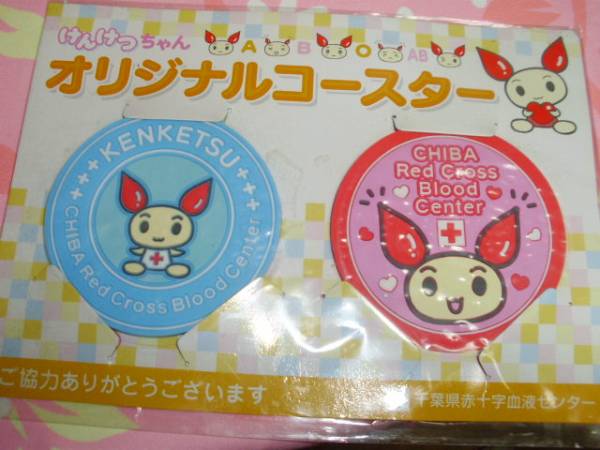 けんけつちゃん
A B O AB
オリジナルコースター
KENKETSU
CHIBA Red Cross Blood Center
CHIBA
Red Cross
Blood
Center
ご協力ありがとうございます
千葉県赤十字血液センター